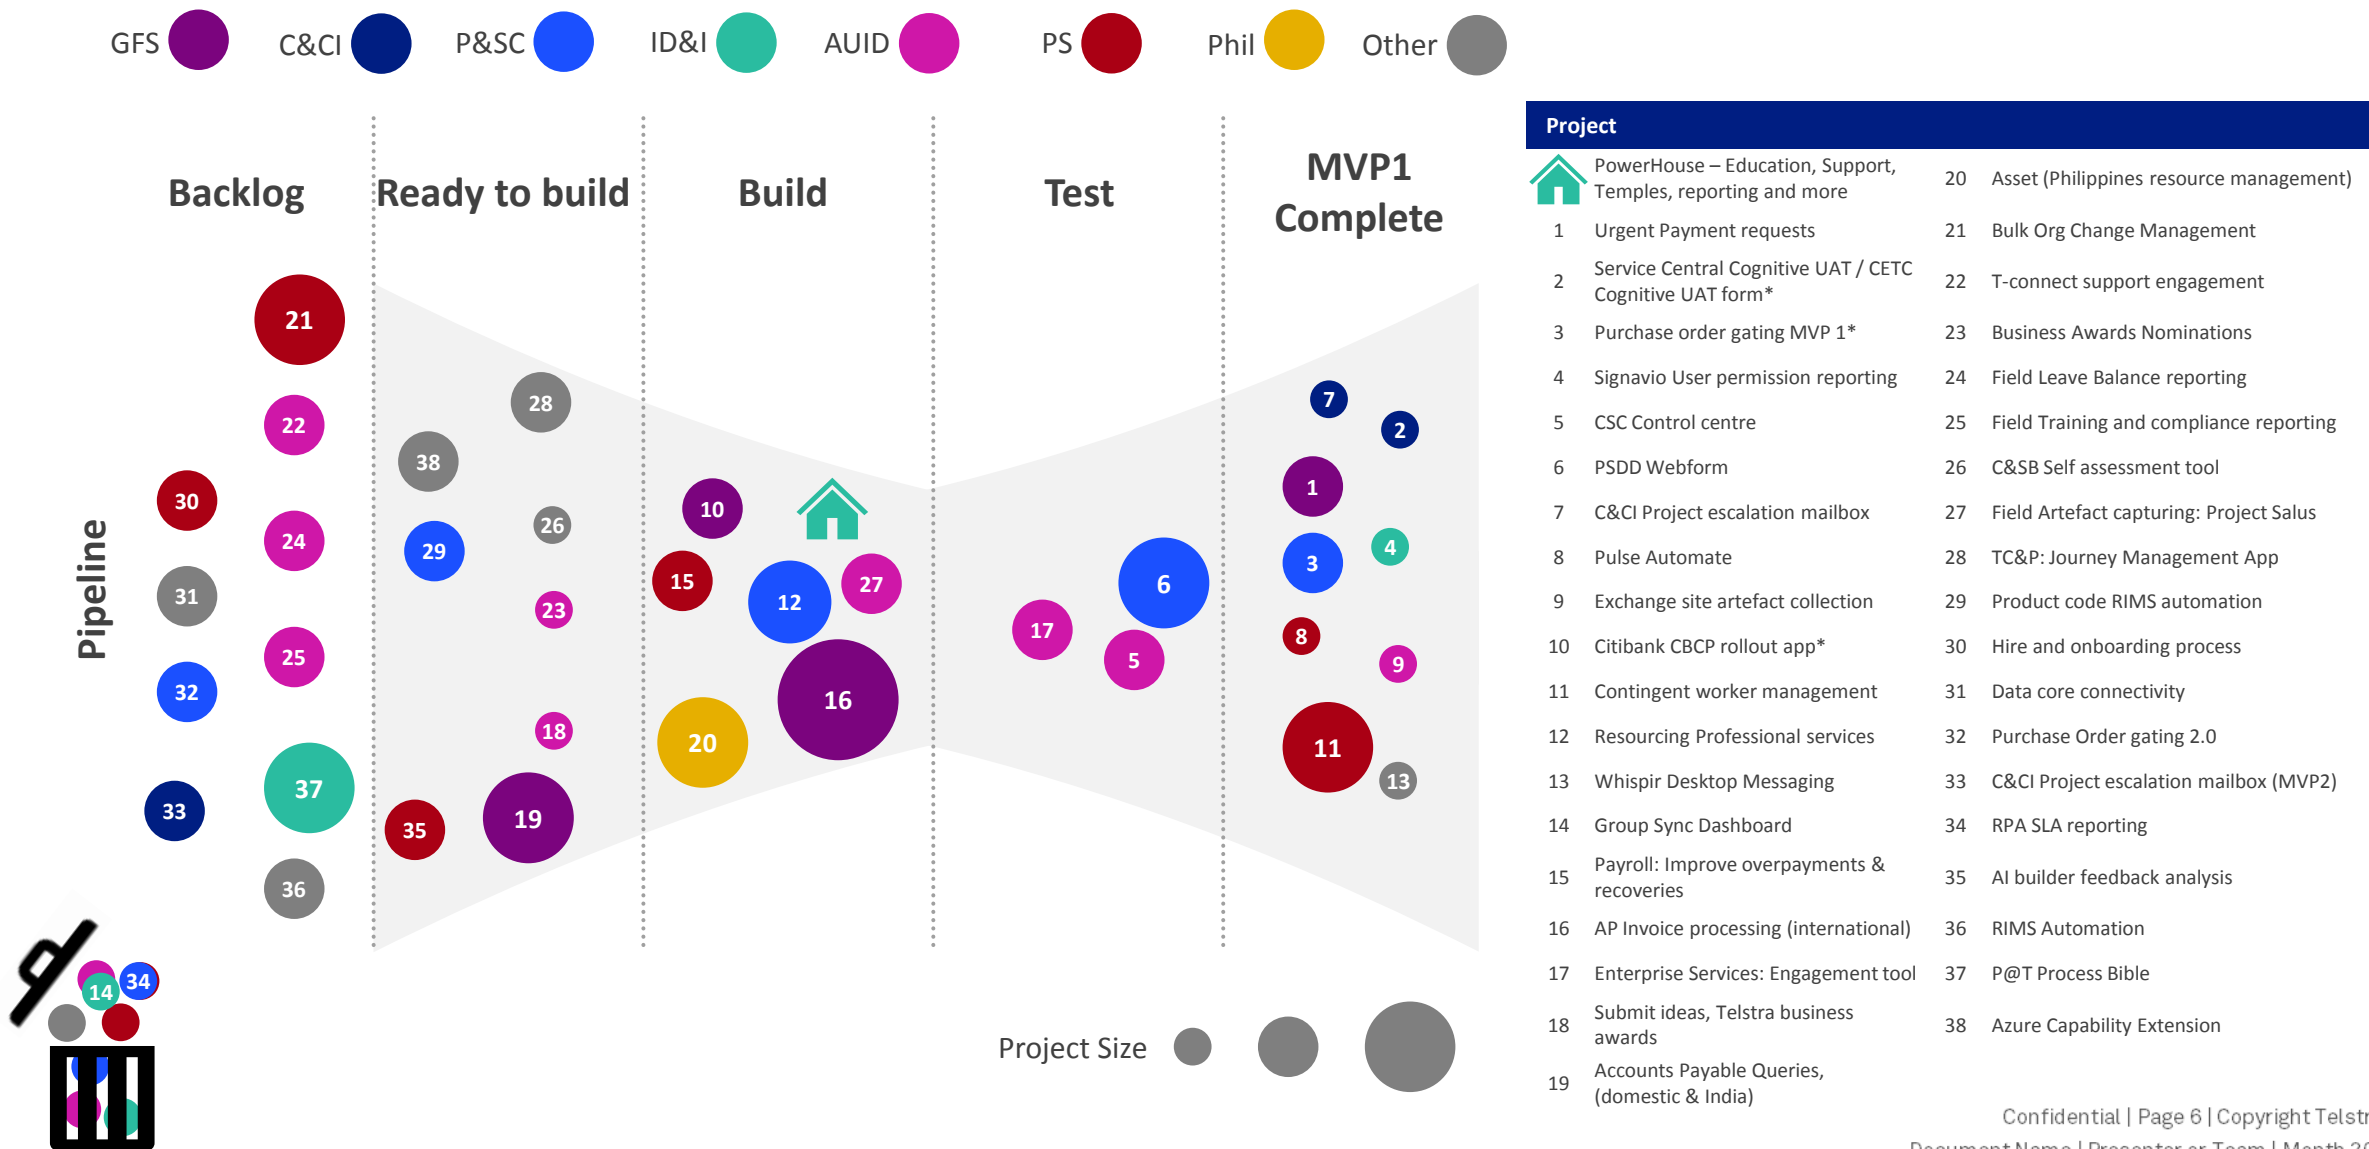 GFS
C&CI
P&SC
ID&I
AUID
PS
Phil
Other
Backlog
Ready to build
Build
Test
MVP1
Complete
Pipeline
21
22
30
24
31
25
32
37
33
36
28
38
26
29
23
18
19
35
10
15
12
27
16
20
6
17
5
7
2
1
3
4
8
9
11
13
14
34
Project Size
Project
PowerHouse – Education, Support,
Temples, reporting and more
1 Urgent Payment requests
2 Service Central Cognitive UAT / CETC
Cognitive UAT form*
3 Purchase order gating MVP 1*
4 Signavio User permission reporting
5 CSC Control centre
6 PSDD Webform
7 C&CI Project escalation mailbox
8 Pulse Automate
9 Exchange site artefact collection
10 Citibank CBCP rollout app*
11 Contingent worker management
12 Resourcing Professional services
13 Whispir Desktop Messaging
14 Group Sync Dashboard
15 Payroll: Improve overpayments &
recoveries
16 AP Invoice processing (international)
17 Enterprise Services: Engagement tool
18 Submit ideas, Telstra business
awards
19 Accounts Payable Queries,
(domestic & India)
20 Asset (Philippines resource management)
21 Bulk Org Change Management
22 T-connect support engagement
23 Business Awards Nominations
24 Field Leave Balance reporting
25 Field Training and compliance reporting
26 C&SB Self assessment tool
27 Field Artefact capturing: Project Salus
28 TC&P: Journey Management App
29 Product code RIMS automation
30 Hire and onboarding process
31 Data core connectivity
32 Purchase Order gating 2.0
33 C&CI Project escalation mailbox (MVP2)
34 RPA SLA reporting
35 AI builder feedback analysis
36 RIMS Automation
37 P@T Process Bible
38 Azure Capability Extension
Confidential | Page 6 | Copyright Telstr
Document Name | Presenter or Team | Month 20